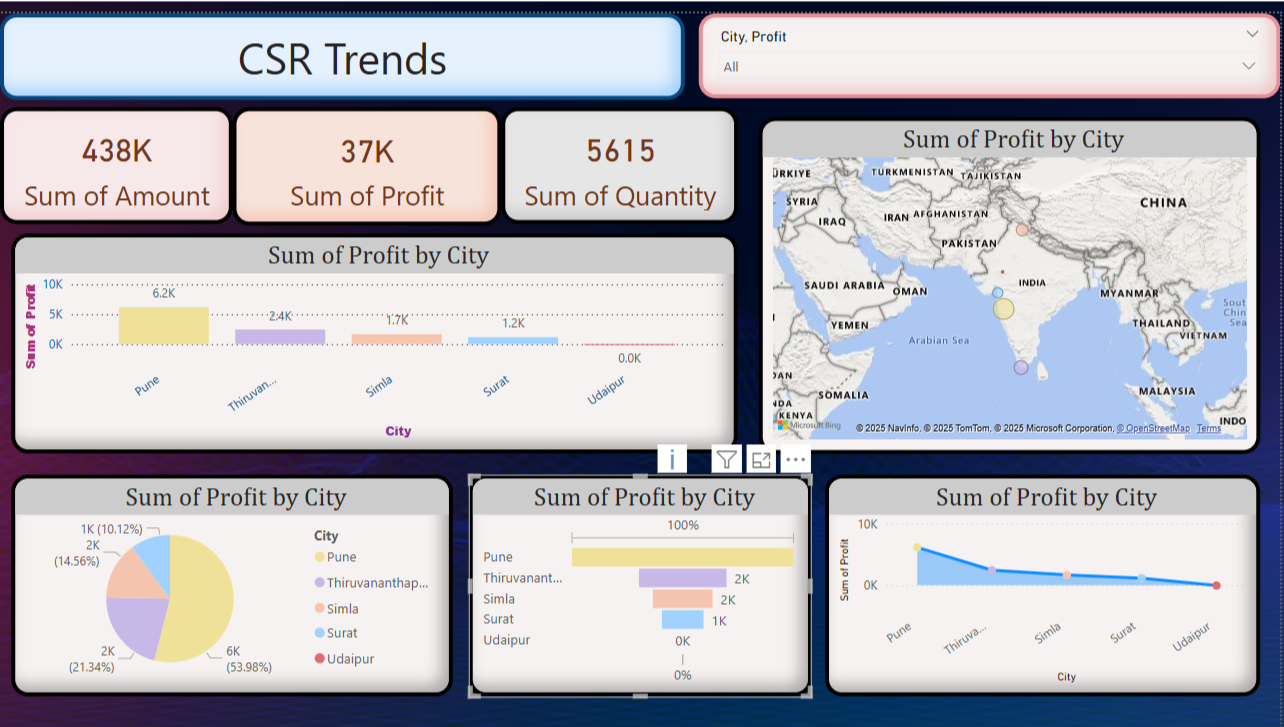 CSR Trends
City, Profit
All
438K
Sum of Amount
37K
Sum of Profit
5615
Sum of Quantity
Sum of Profit by City
10K
5K
0K
Sum of Profit
6.2K
2.4K
1.7K
1.2K
0.0K
Pune
Thiruvan...
Simla
Surat
Udaipur
City
Sum of Profit by City
ÜRKIYE
TURKMENISTAN
TAJIKISTAN
SYRIA
IRAQ
IRAN
AFGHANISTAN
CHINA
PAKISTAN
SAUDI ARABIA
OMAN
INDIA
MYANMAR
Sout
Chin
Sea
YEMEN
THAILAND
VIETNAM
Arabian Sea
DAN
SOMALIA
MALAYSIA
NDA
KENYA
INDO
Microsoft Bing
© 2025 NavInfo, © 2025 TomTom, © 2025 Microsoft Corporation, © OpenStreetMap Terms
Sum of Profit by City
1K (10.12%)
2K
(14.56%)
2K
(21.34%)
6K
(53.98%)
City
Pune
Thiruvananthap...
Simla
Surat
Udaipur
Sum of Profit by City
100%
Pune
Thiruvanant... 2K
Simla 2K
Surat 1K
Udaipur 0K
0%
Sum of Profit by City
10K
0K
Sum of Profit
Pune
Thiruva...
Simla
Surat
Udaipur
City